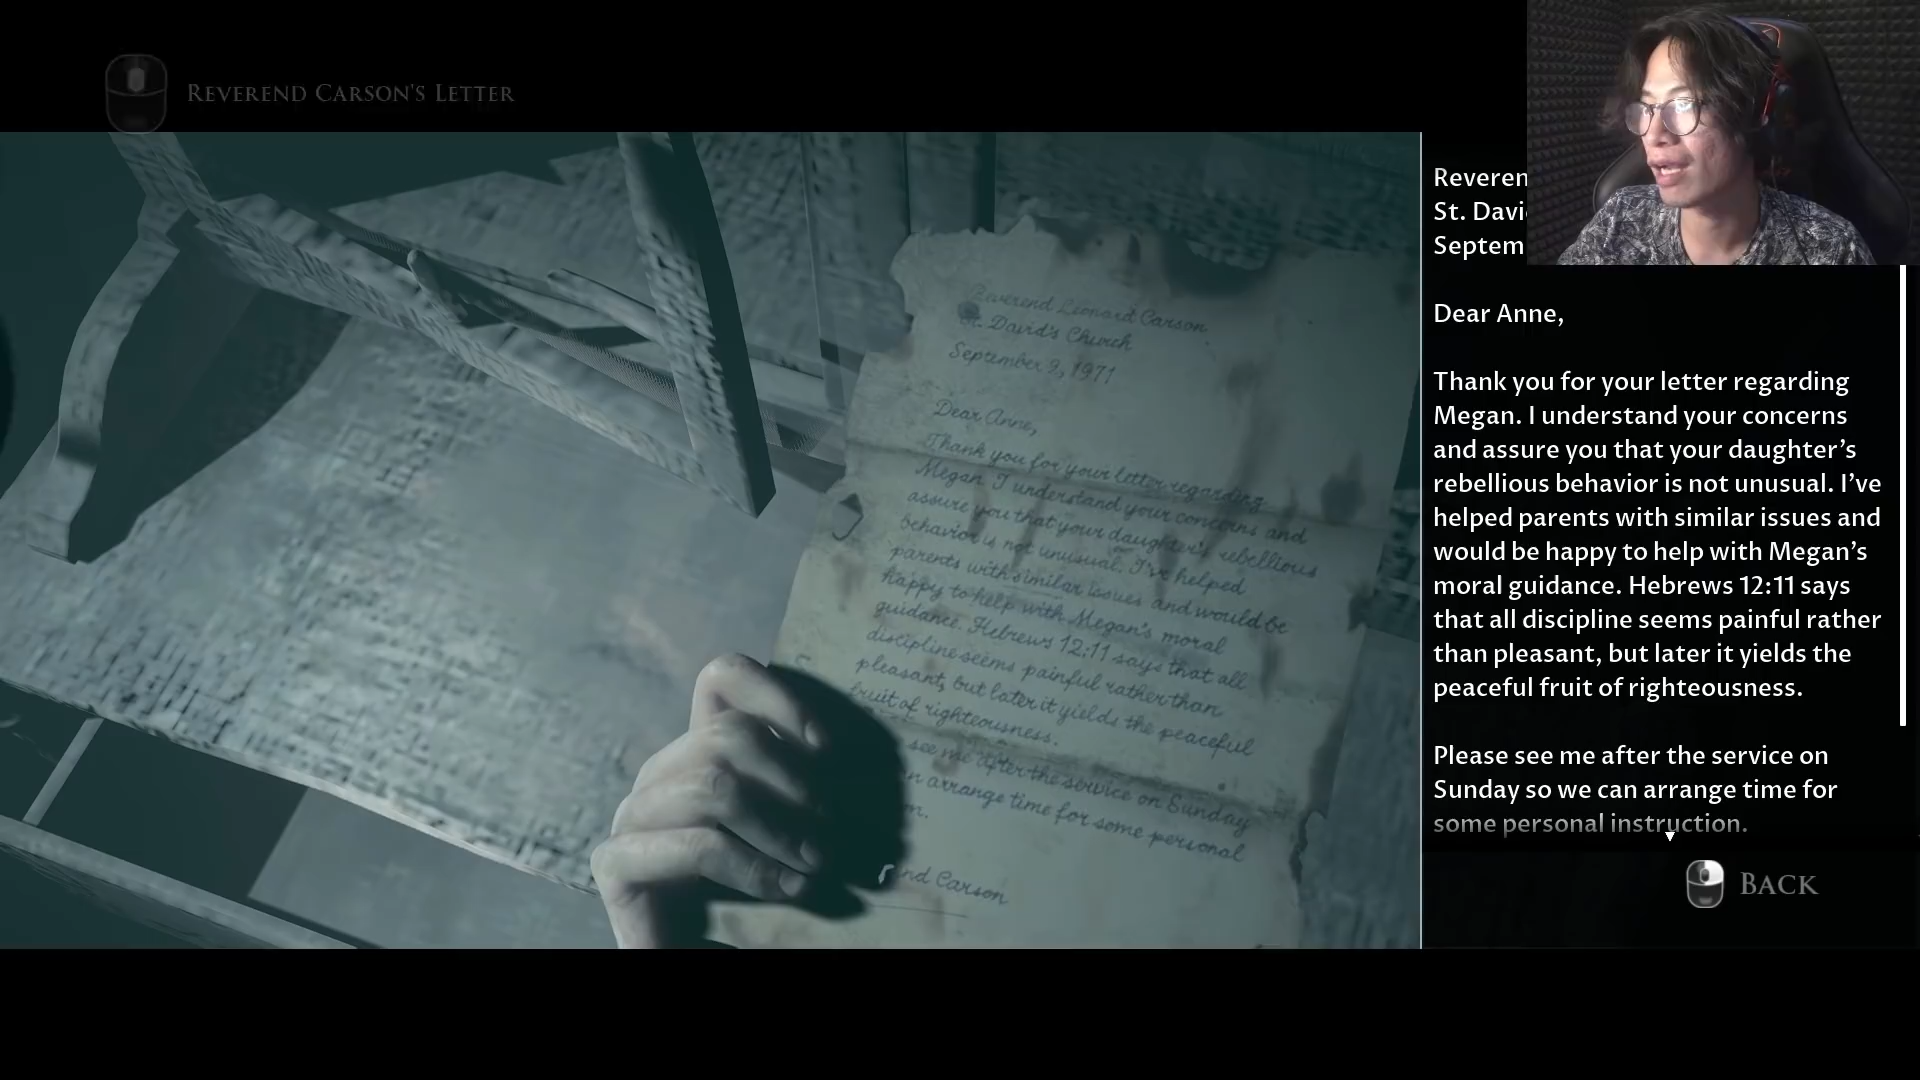 REVEREND CARSON'S LETTER
Reverend Leonard Carson
St. David's Church
September 9, 1971
Dear Anne,
Thank you for your letter regarding
Megan. I understand your concerns and
assure you that your daughter's rebellious
behavior is not unusual. I've helped
parents with similar issues and would be
happy to help with Megan's moral
guidance. Hebrews 12:11 says that all
discipline seems painful rather than
pleasant, but later it yields the peaceful
fruit of righteousness.
see me after the service on Sunday
arrange time for some personal
Carson
Reveren
St. Davi
Septem
Dear Anne,
Thank you for your letter regarding
Megan. I understand your concerns
and assure you that your daughter's
rebellious behavior is not unusual. I've
helped parents with similar issues and
would be happy to help with Megan's
moral guidance. Hebrews 12:11 says
that all discipline seems painful rather
than pleasant, but later it yields the
peaceful fruit of righteousness.
Please see me after the service on
Sunday so we can arrange time for
some personal instruction.
BACK